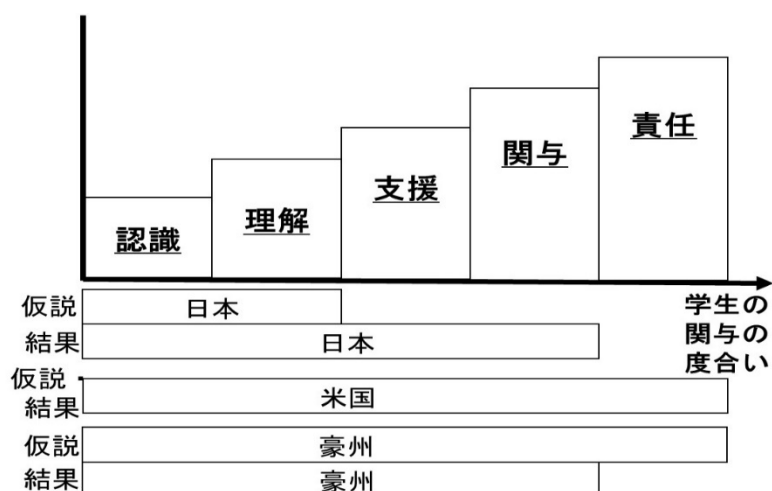 認識
理解
支援
関与
責任
学生の
関与の
度合い
仮説 日本
結果 日本
仮説・
結果 米国
仮説 豪州
結果 豪州